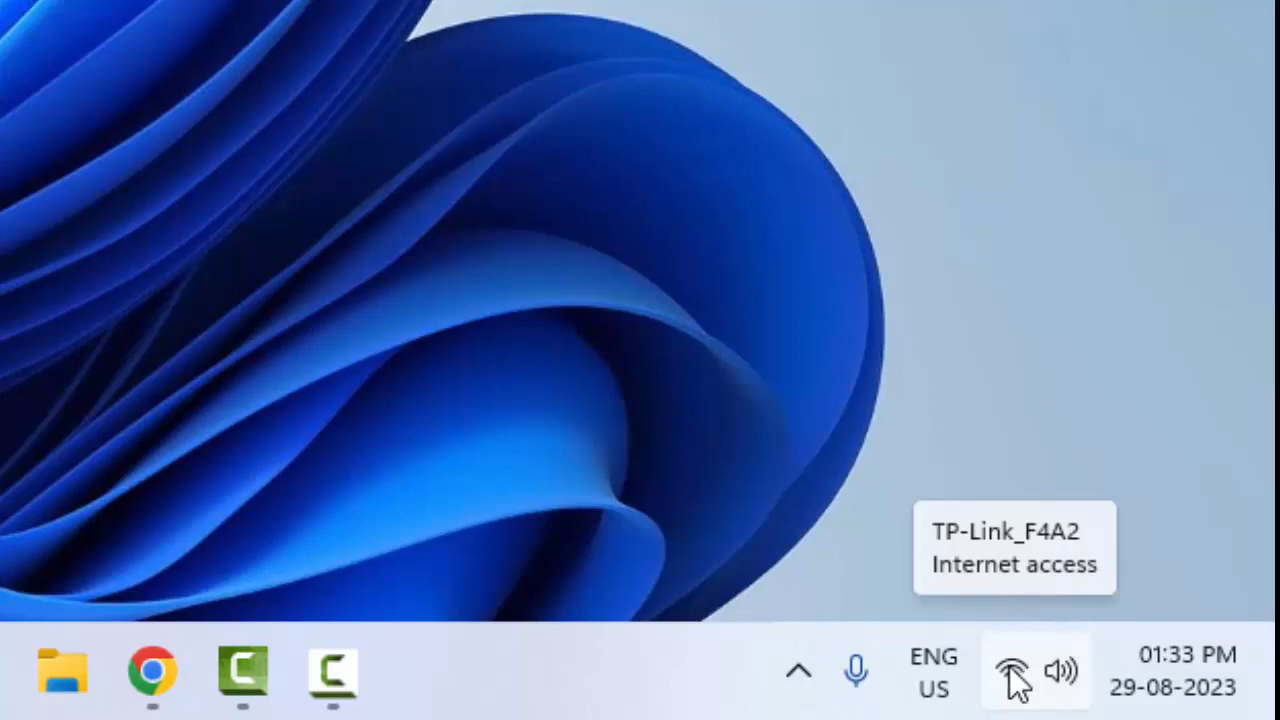 TP-Link_F4A2
Internet access
ENG
US
01:33 PM
29-08-2023